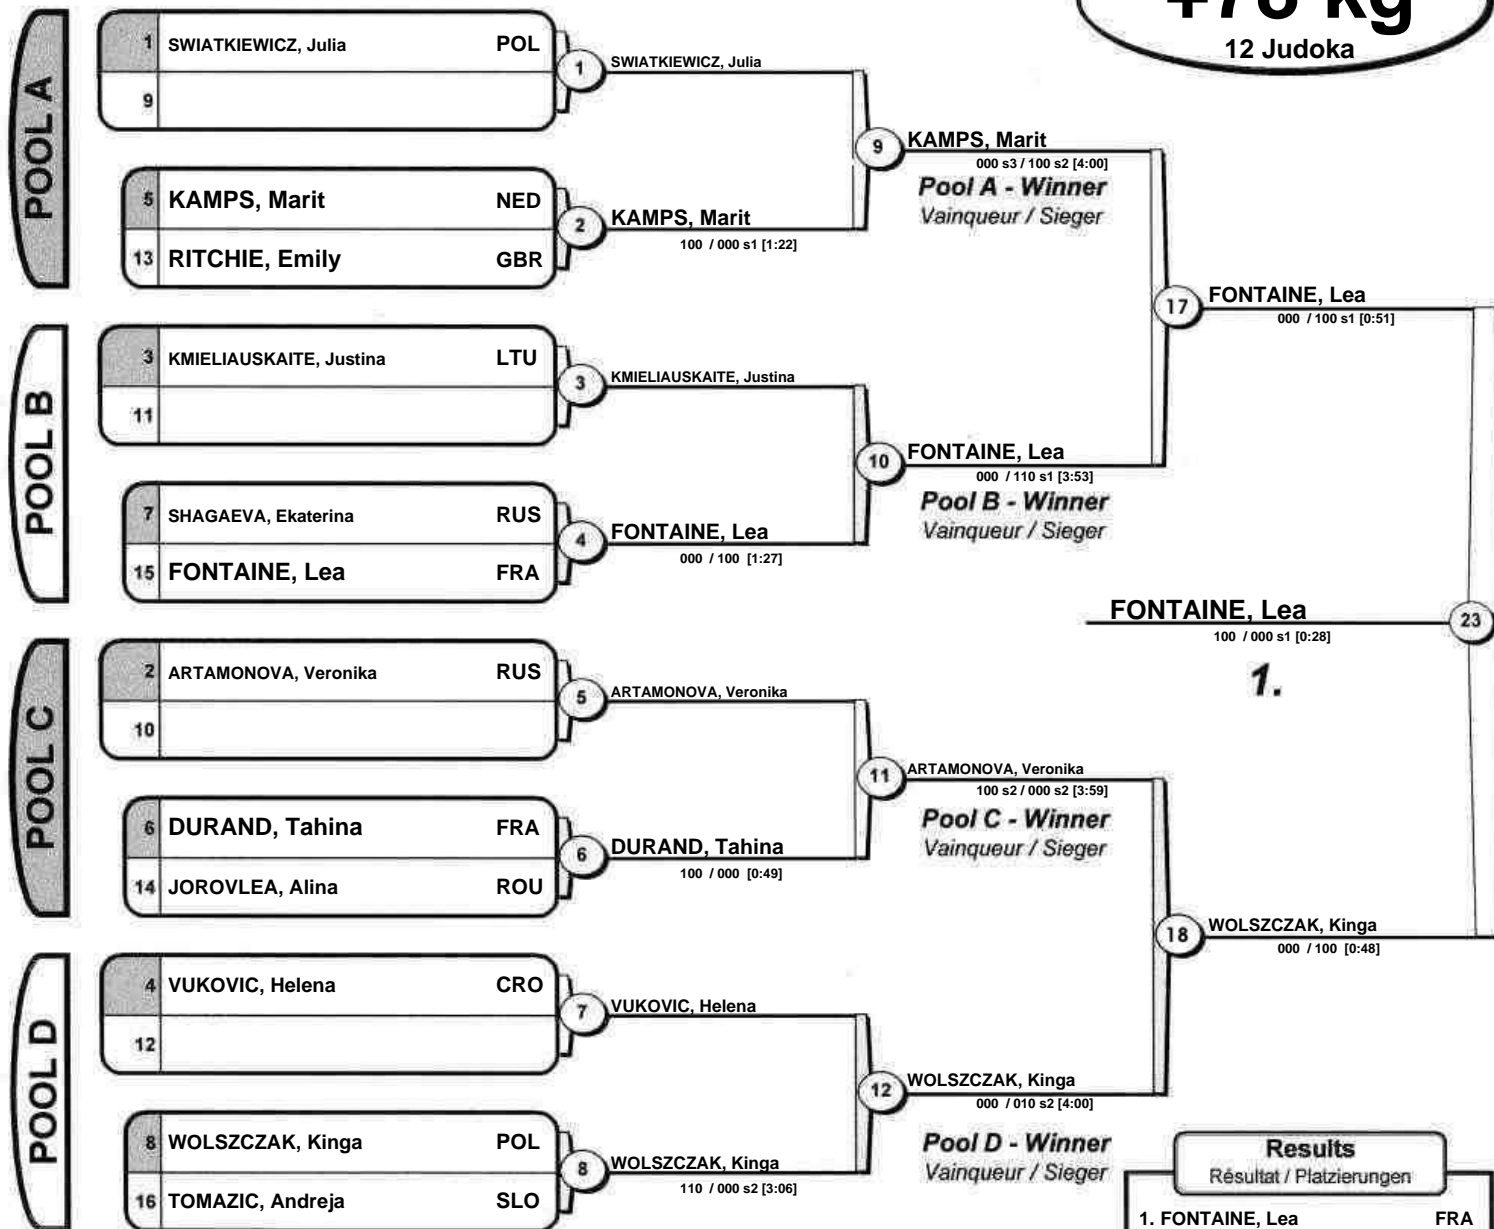 +78 kg
12 Judoka
POOL A
1 SWIATKIEWICZ, Julia POL
9
1 SWIATKIEWICZ, Julia
5 KAMPS, Marit NED
13 RITCHIE, Emily GBR
2 KAMPS, Marit
100 / 000 s1 [1:22]
9 KAMPS, Marit
000 s3 / 100 s2 [4:00]
Pool A - Winner
Vainqueur / Sieger
POOL B
3 KMIELIAUSKAITE, Justina LTU
11
3 KMIELIAUSKAITE, Justina
7 SHAGAEVA, Ekaterina RUS
15 FONTAINE, Lea FRA
4 FONTAINE, Lea
000 / 100 [1:27]
10 FONTAINE, Lea
000 / 110 s1 [3:53]
Pool B - Winner
Vainqueur / Sieger
17 FONTAINE, Lea
000 / 100 s1 [0:51]
FONTAINE, Lea 23
100 / 000 s1 [0:28]
1.
POOL C
2 ARTAMONOVA, Veronika RUS
10
5 ARTAMONOVA, Veronika
6 DURAND, Tahina FRA
14 JOROVLEA, Alina ROU
6 DURAND, Tahina
100 / 000 [0:49]
11 ARTAMONOVA, Veronika
100 s2 / 000 s2 [3:59]
Pool C - Winner
Vainqueur / Sieger
POOL D
4 VUKOVIC, Helena CRO
12
7 VUKOVIC, Helena
8 WOLSZCZAK, Kinga POL
16 TOMAZIC, Andreja SLO
8 WOLSZCZAK, Kinga
110 / 000 s2 [3:06]
12 WOLSZCZAK, Kinga
000 / 010 s2 [4:00]
Pool D - Winner
Vainqueur / Sieger
18 WOLSZCZAK, Kinga
000 / 100 [0:48]
Results
Résultat / Platzierungen
1. FONTAINE, Lea FRA